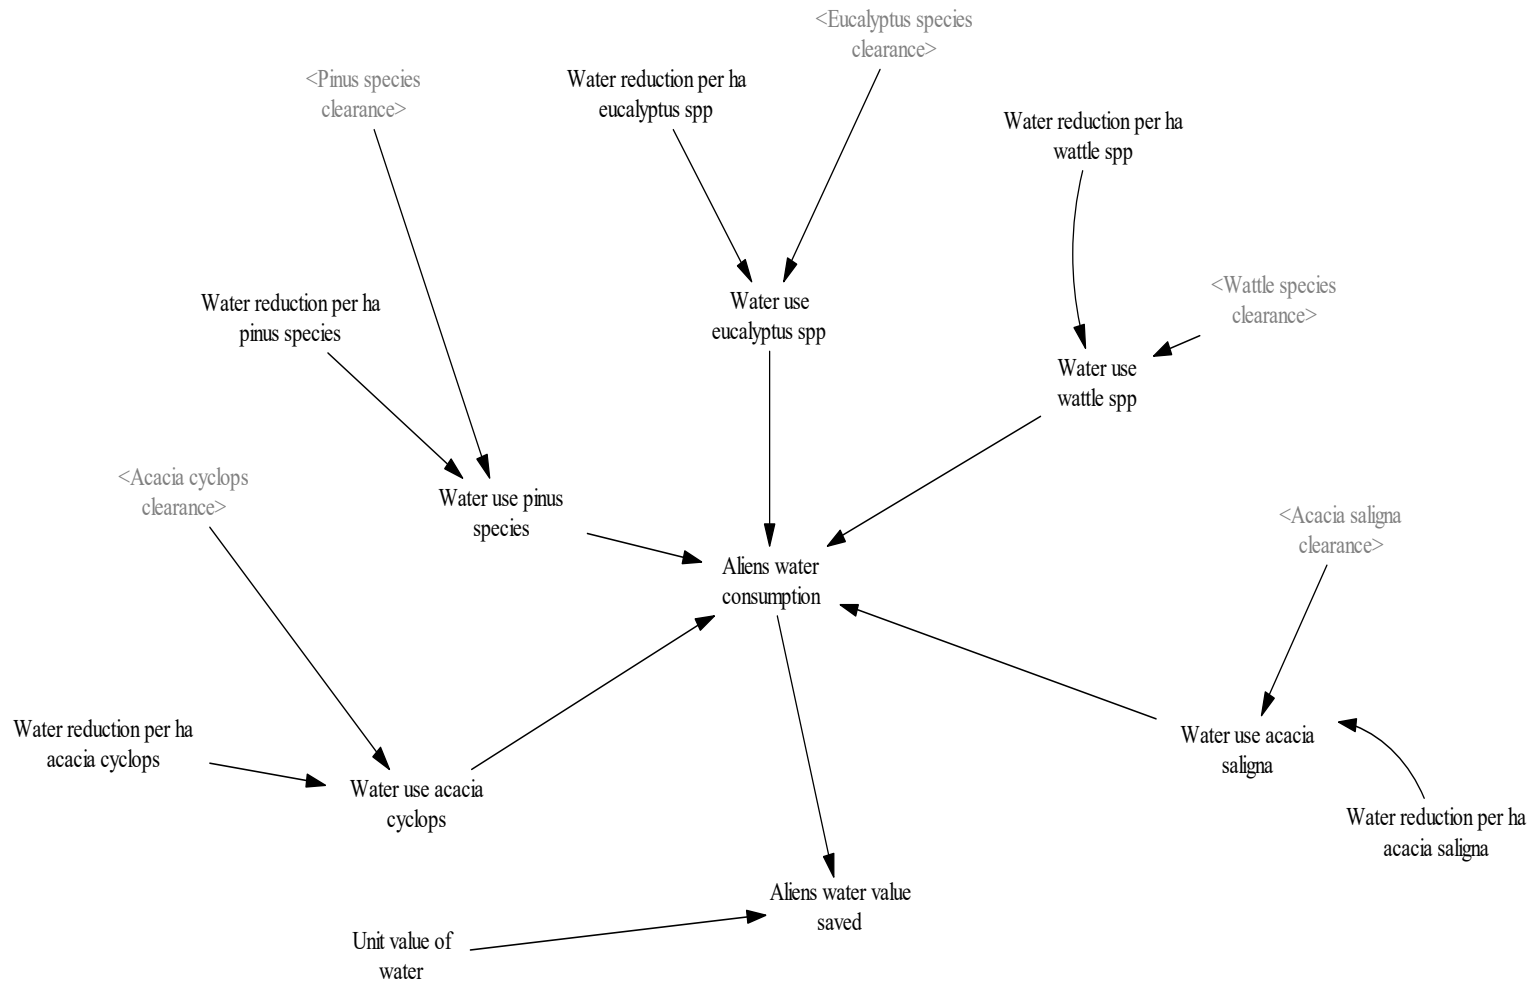 <Eucalyptus species
clearance>
<Pinus species
clearance>
Water reduction per ha
eucalyptus spp
Water reduction per ha
wattle spp
<Wattle species
clearance>
Water reduction per ha
pinus species
Water use
eucalyptus spp
Water use
wattle spp
<Acacia cyclops
clearance>
Water use pinus
species
<Acacia saligna
clearance>
Aliens water
consumption
Water reduction per ha
acacia cyclops
Water use acacia
saligna
Water use acacia
cyclops
Water reduction per ha
acacia saligna
Aliens water value
saved
Unit value of
water